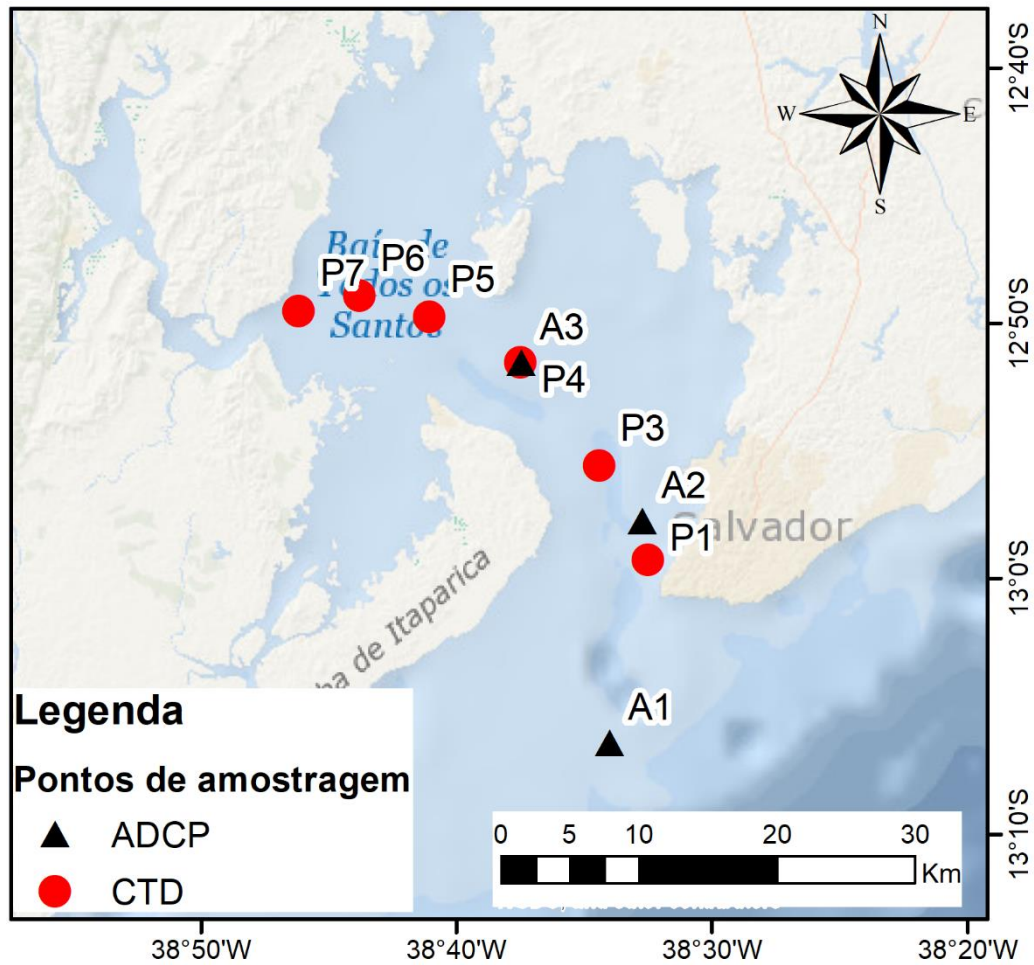 N
W
E
S
12°40'S
Baía de
Todos os
Santos
P7
P6
P5
12°50'S
A3
P4
P3
A2
Salvador
P1
13°0'S
ha de Itaparica
A1
Legenda
Pontos de amostragem
ADCP
CTD
0 5 10 20 30
Km
13°10'S
38°50'W 38°40'W 38°30'W 38°20'W